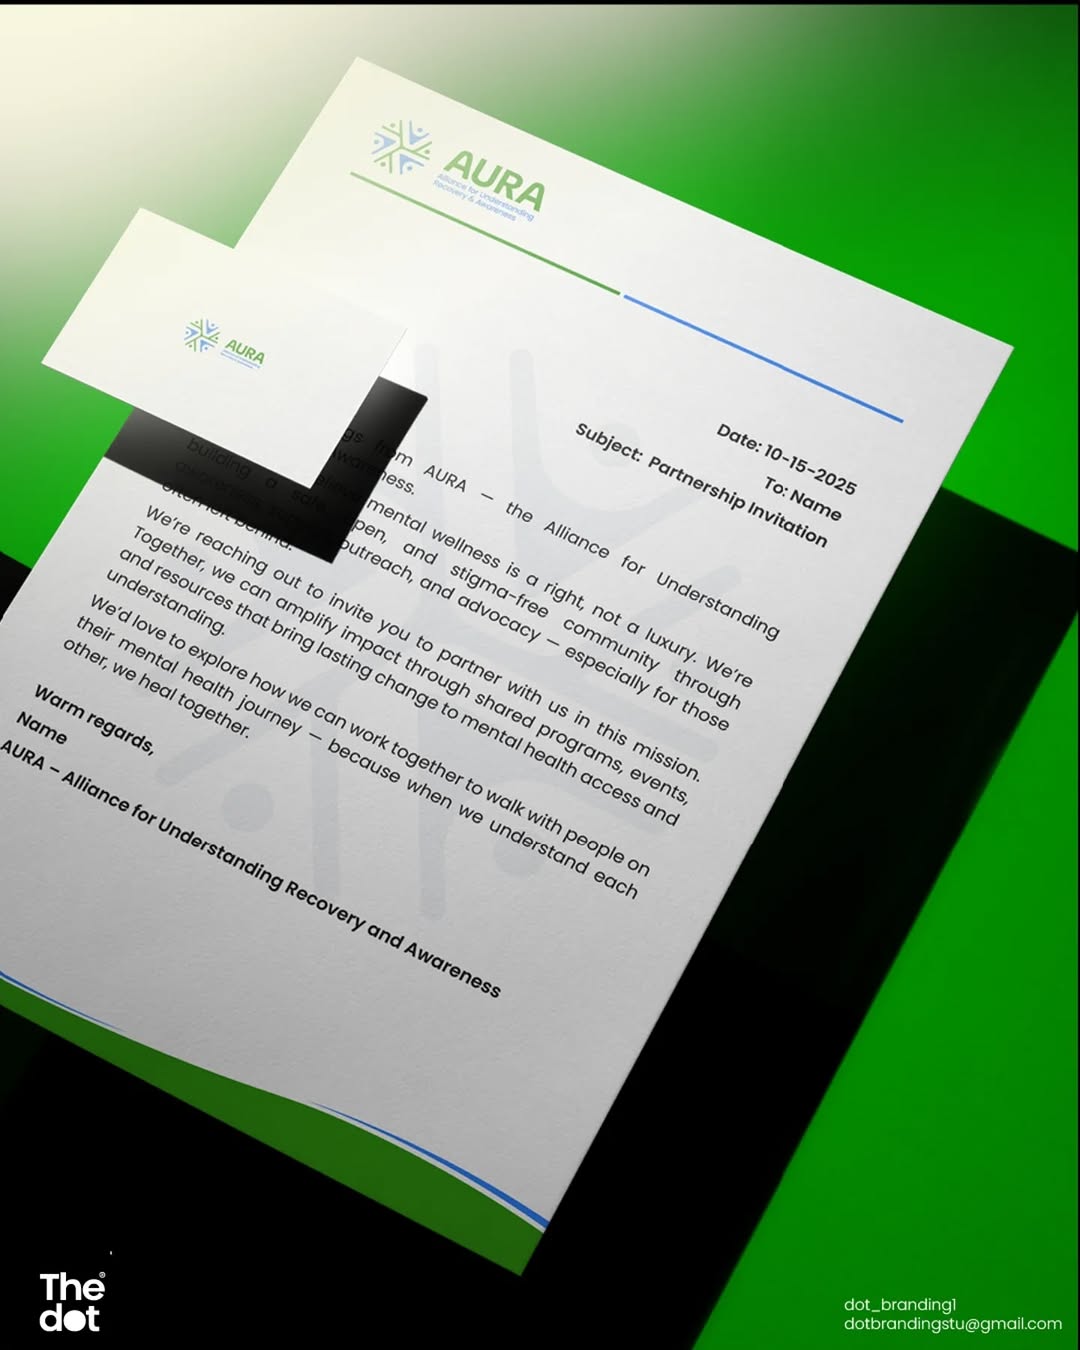 AURA
Alliance for Understanding
Recovery & Awareness
AURA
Date: 10-15-2025
To: Name
Subject: Partnership Invitation
from AURA — the Alliance for Understanding
mental wellness is a right, not a luxury. We're
building a safe, open, and stigma-free community through
outreach, and advocacy — especially for those
often left behind.
We're reaching out to invite you to partner with us in this mission.
Together, we can amplify impact through shared programs, events,
and resources that bring lasting change to mental health access and
understanding.
We'd love to explore how we can work together to walk with people on
their mental health journey — because when we understand each
other, we heal together.
Warm regards,
Name
AURA – Alliance for Understanding Recovery and Awareness
The
dot
dot_branding1
dotbrandingstu@gmail.com